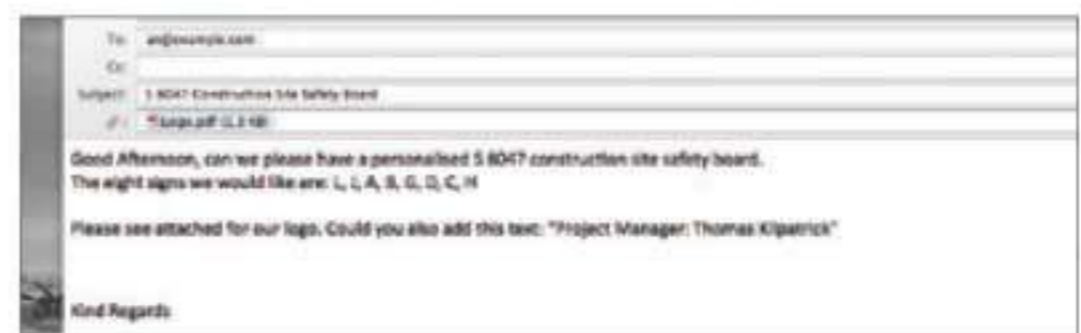 To:
Cc:
Subject: S 8047 Construction Site Safety Board
Good Afternoon, can we please have a personalised S 8047 construction site safety board.
The eight signs we would like are: A, B, G, D, C, H
Please see attached for our logo. Could you also add this text: "Project Manager: Thomas Kilpatrick"
Kind Regards